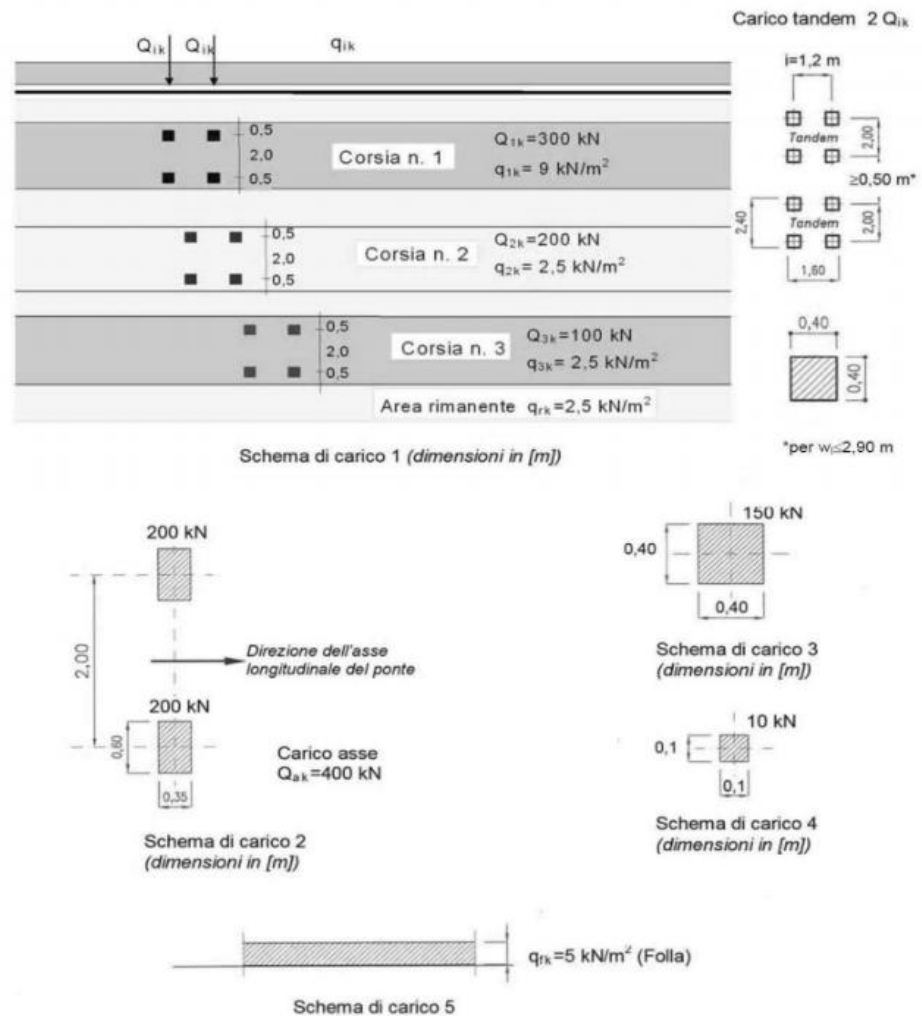 Carico tandem 2 Qik
Qik Qik qik
i=1,2 m
0,5
2,0
0,5
Corsia n. 1
Q1k=300 kN
q1k= 9 kN/m²
Tandem
2,00
≥0,50 m*
0,5
2,0
0,5
Corsia n. 2
Q2k=200 kN
q2k= 2,5 kN/m²
2,40
Tandem
2,00
1,60
0,5
2,0
0,5
Corsia n. 3
Q3k=100 kN
q3k= 2,5 kN/m²
0,40
0,40
Area rimanente qrk=2,5 kN/m²
Schema di carico 1 (dimensioni in [m])
*per wl≤2,90 m
200 kN
2,00
Direzione dell'asse
longitudinale del ponte
200 kN
0,60
0,35
Carico asse
Qak=400 kN
Schema di carico 2
(dimensioni in [m])
150 kN
0,40
0,40
Schema di carico 3
(dimensioni in [m])
10 kN
0,1
0,1
Schema di carico 4
(dimensioni in [m])
qfk=5 kN/m² (Folla)
Schema di carico 5